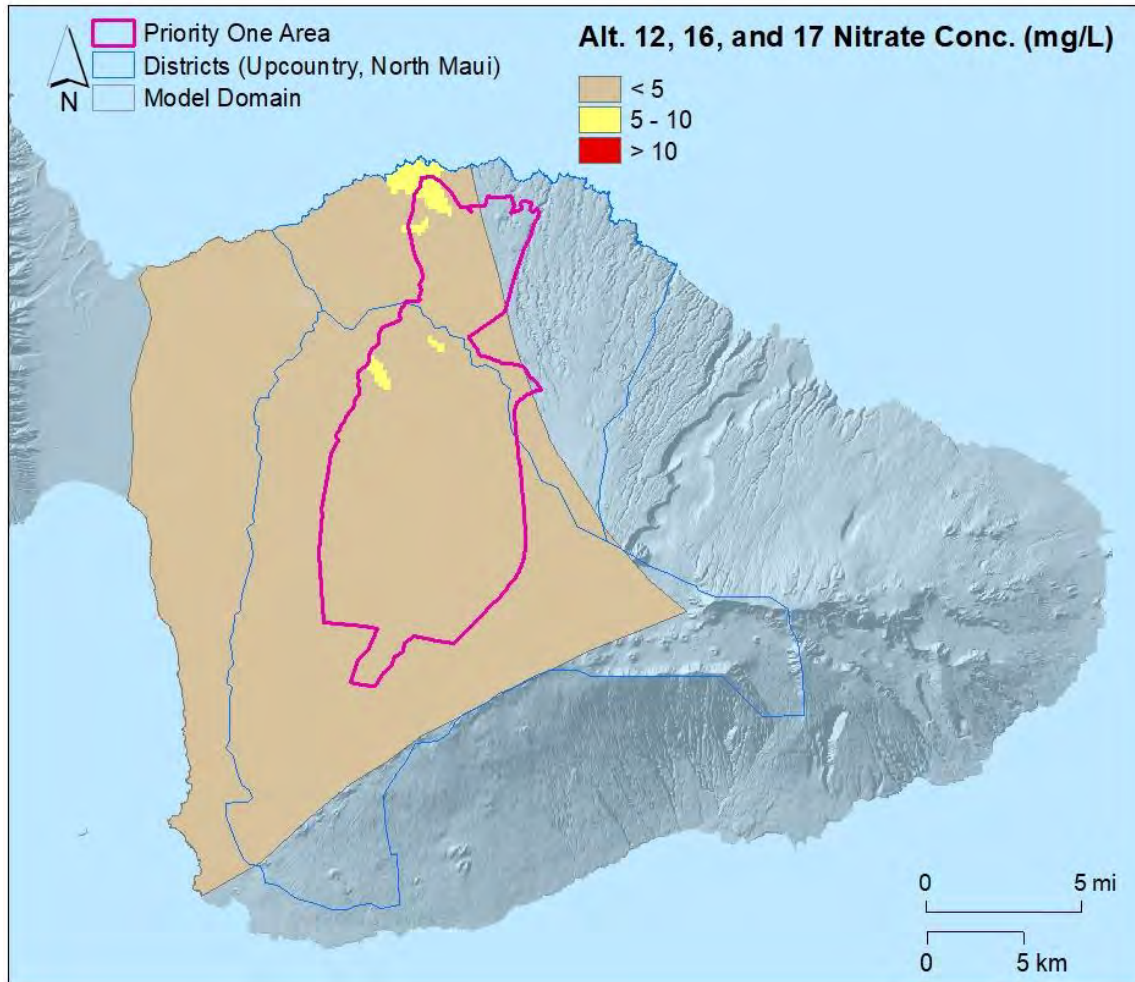 N
Priority One Area
Districts (Upcountry, North Maui)
Model Domain
Alt. 12, 16, and 17 Nitrate Conc. (mg/L)
< 5
5 - 10
> 10
0 5 mi
0 5 km